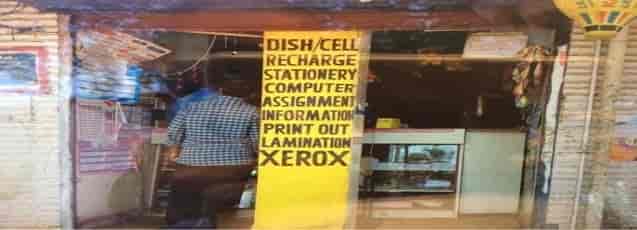 DISH/CELL
RECHARGE
STATIONERY
COMPUTER
ASSIGNMENT
INFORMATION
PRINT OUT
LAMINATION
XEROX